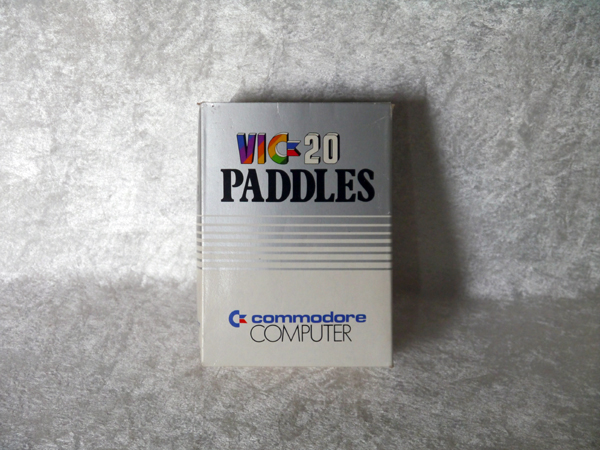 VIC-20
PADDLES
commodore
COMPUTER